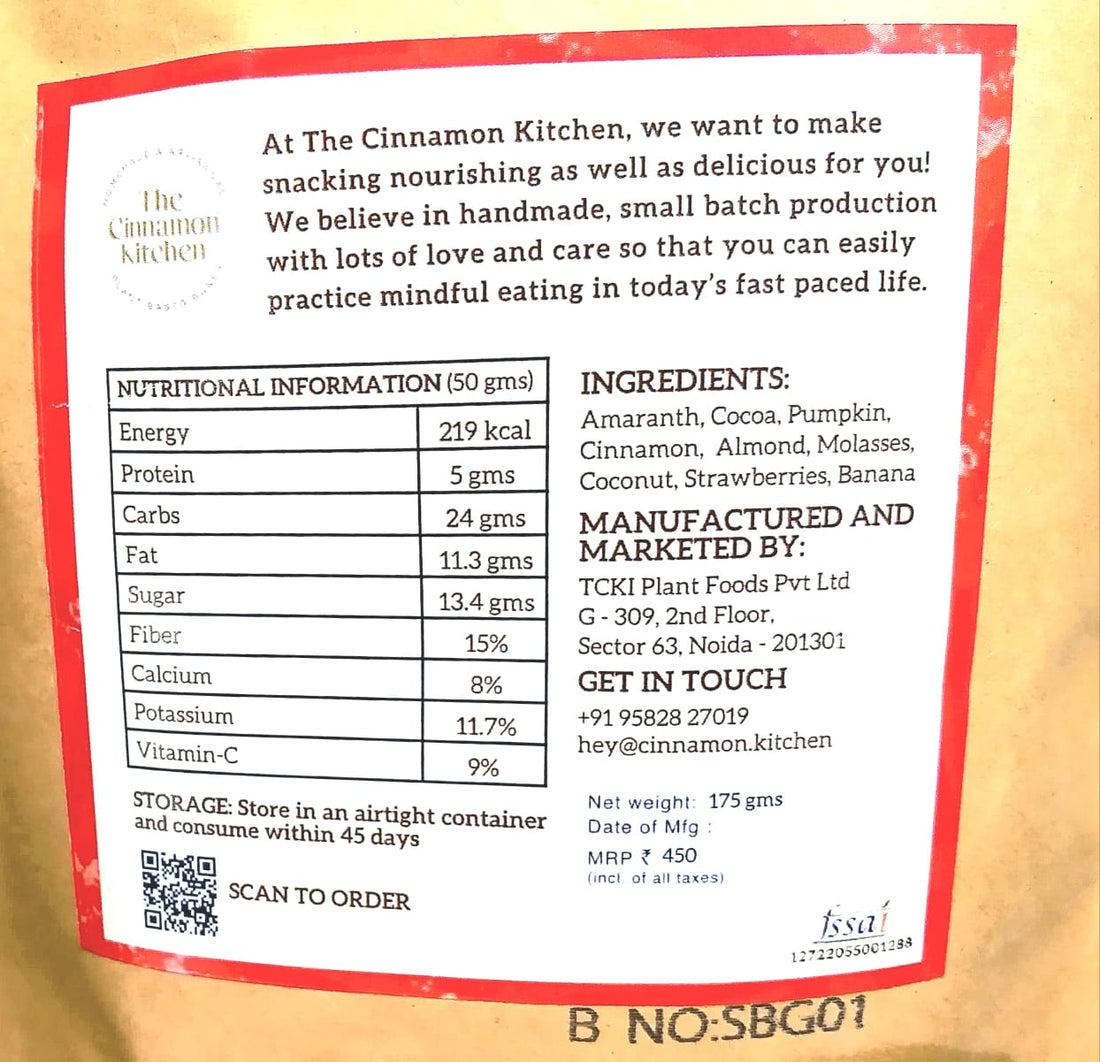 At The Cinnamon Kitchen, we want to make
snacking nourishing as well as delicious for you!
We believe in handmade, small batch production
with lots of love and care so that you can easily
practice mindful eating in today's fast paced life.
The
Cinnamon
kitchen
NUTRITIONAL INFORMATION (50 gms)
Energy 219 kcal
Protein 5 gms
Carbs 24 gms
Fat 11.3 gms
Sugar 13.4 gms
Fiber 15%
Calcium 8%
Potassium 11.7%
Vitamin-C 9%
STORAGE: Store in an airtight container
and consume within 45 days
SCAN TO ORDER
INGREDIENTS:
Amaranth, Cocoa, Pumpkin,
Cinnamon, Almond, Molasses,
Coconut, Strawberries, Banana
MANUFACTURED AND
MARKETED BY:
TCKI Plant Foods Pvt Ltd
G - 309, 2nd Floor,
Sector 63, Noida - 201301
GET IN TOUCH
+91 95828 27019
hey@cinnamon.kitchen
Net weight: 175 gms
Date of Mfg :
MRP ₹ 450
(incl. of all taxes)
fssai
12722055001288
B NO:SBG01